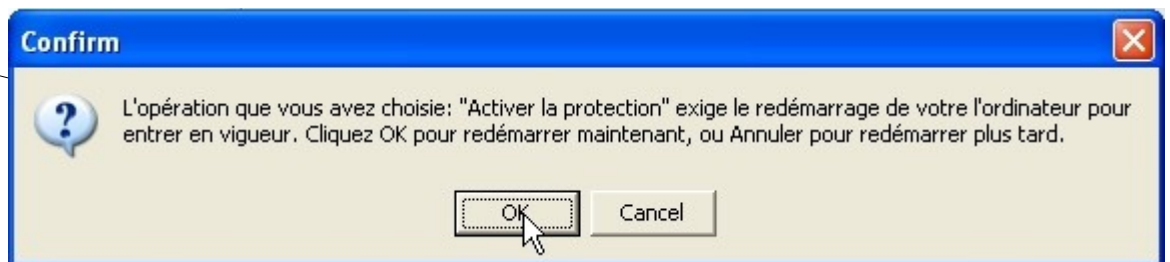 Confirm
L'opération que vous avez choisie: "Activer la protection" exige le redémarrage de votre l'ordinateur pour
entrer en vigueur. Cliquez OK pour redémarrer maintenant, ou Annuler pour redémarrer plus tard.
OK
Cancel